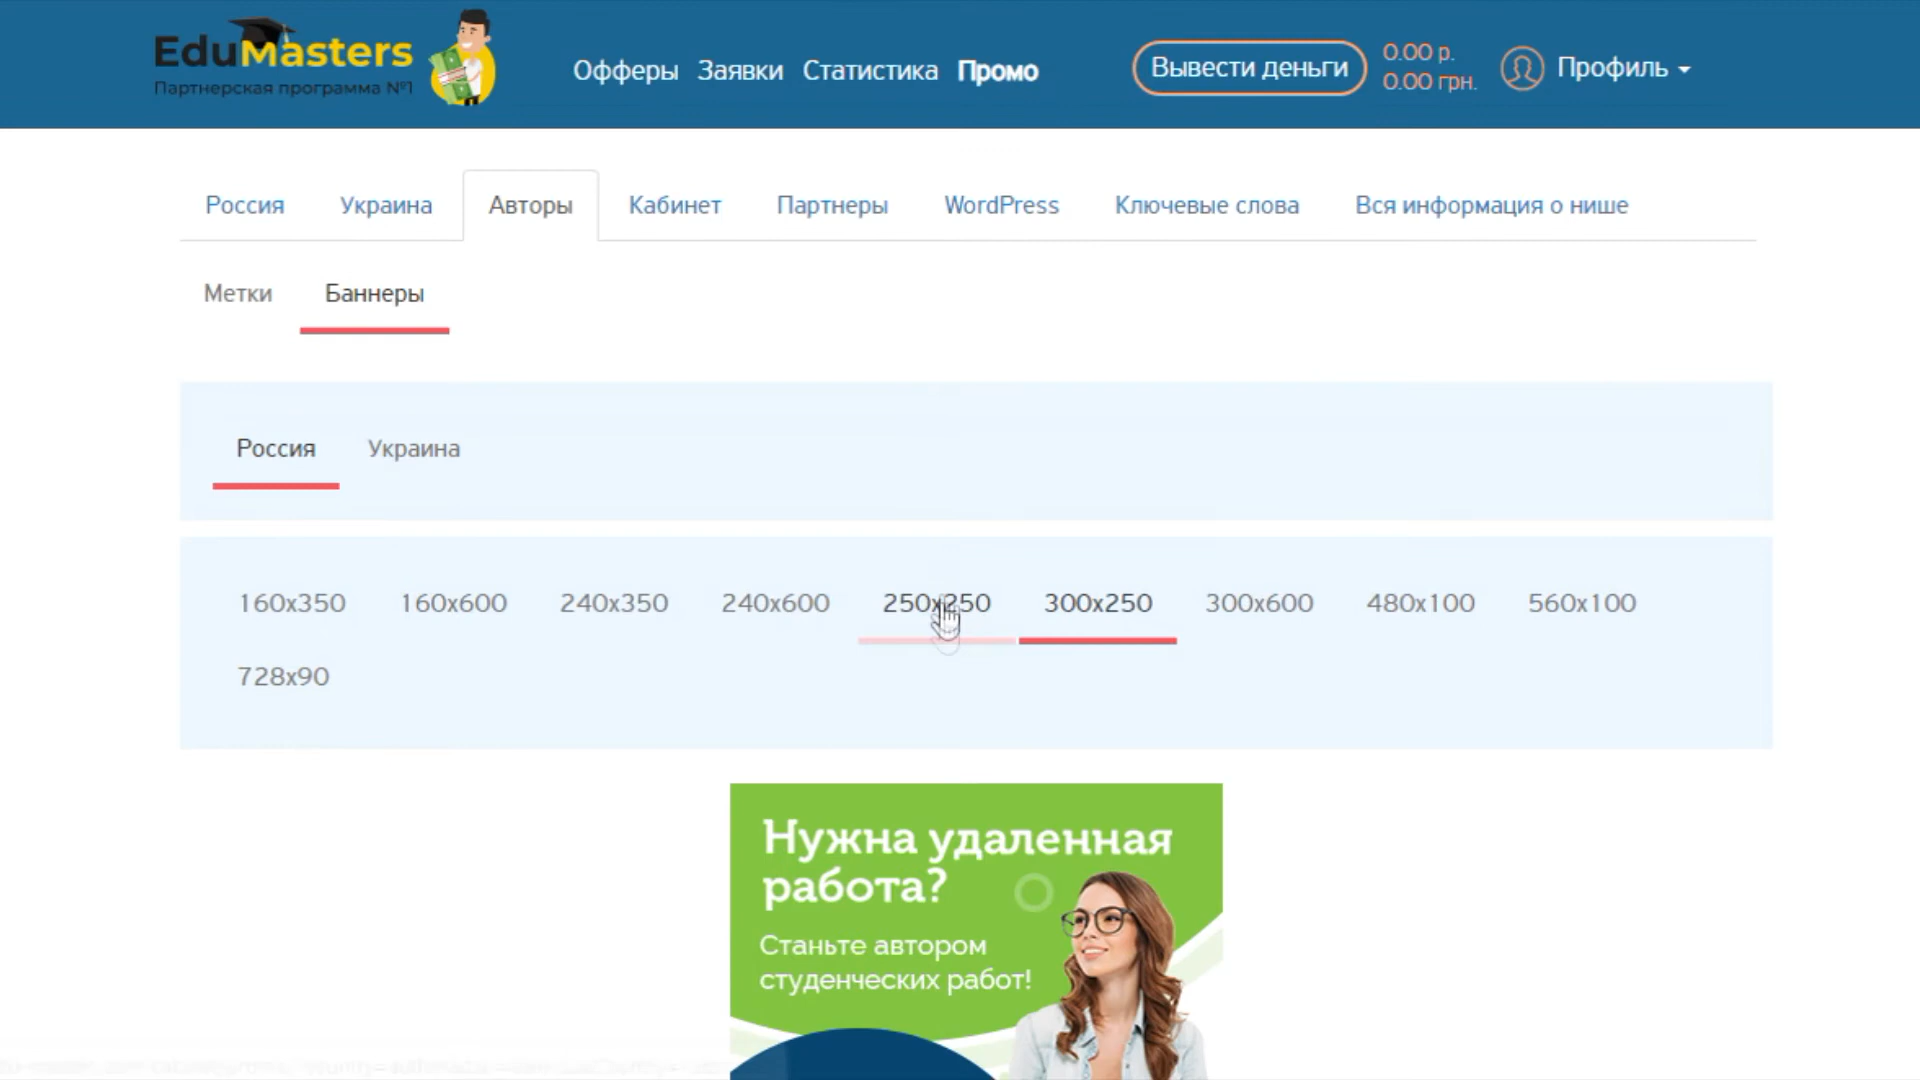 EduMasters
Партнерская программа №1
Офферы Заявки Статистика Промо
Вывести деньги
0.00 р.
0.00 грн.
Профиль
Россия Украина Авторы Кабинет Партнеры WordPress Ключевые слова Вся информация о нише
Метки Баннеры
Россия Украина
160x350 160x600 240x350 240x600 250x250 300x250 300x600 480x100 560x100
728x90
Нужна удаленная
работа?
Станьте автором
студенческих работ!